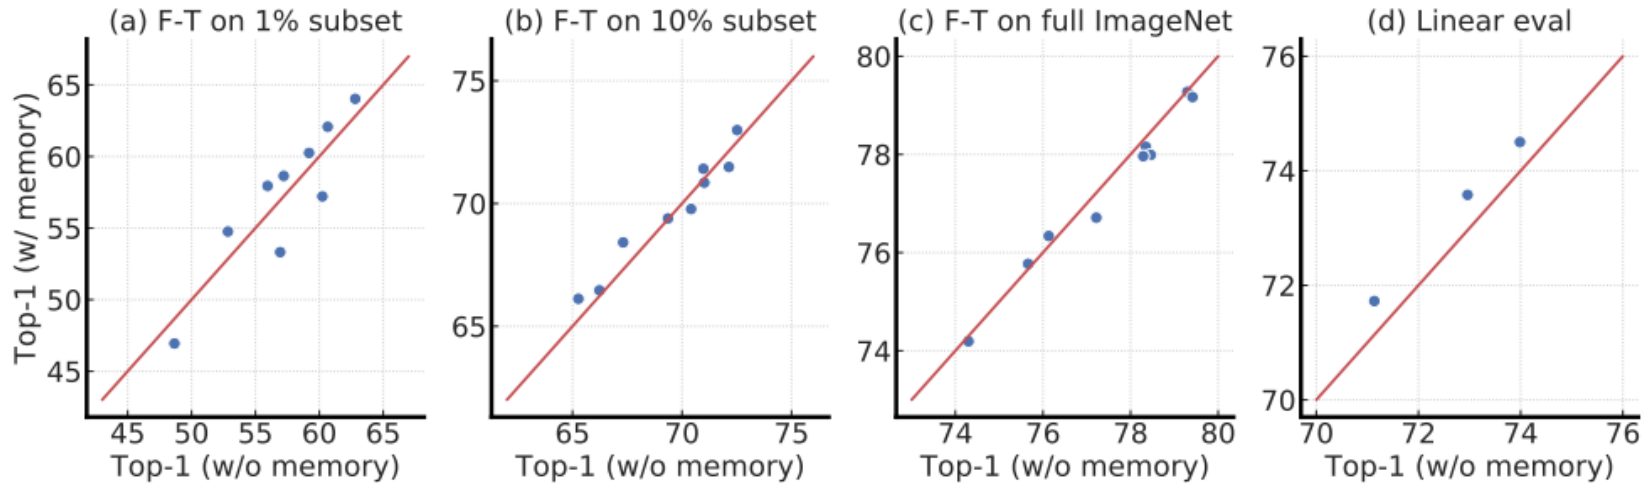 (a) F-T on 1% subset
65
60
55
50
45
45 50 55 60 65
Top-1 (w/ memory)
Top-1 (w/o memory)
(b) F-T on 10% subset
75
70
65
65 70 75
Top-1 (w/o memory)
(c) F-T on full ImageNet
80
78
76
74
74 76 78 80
Top-1 (w/o memory)
(d) Linear eval
76
74
72
70
70 72 74 76
Top-1 (w/o memory)